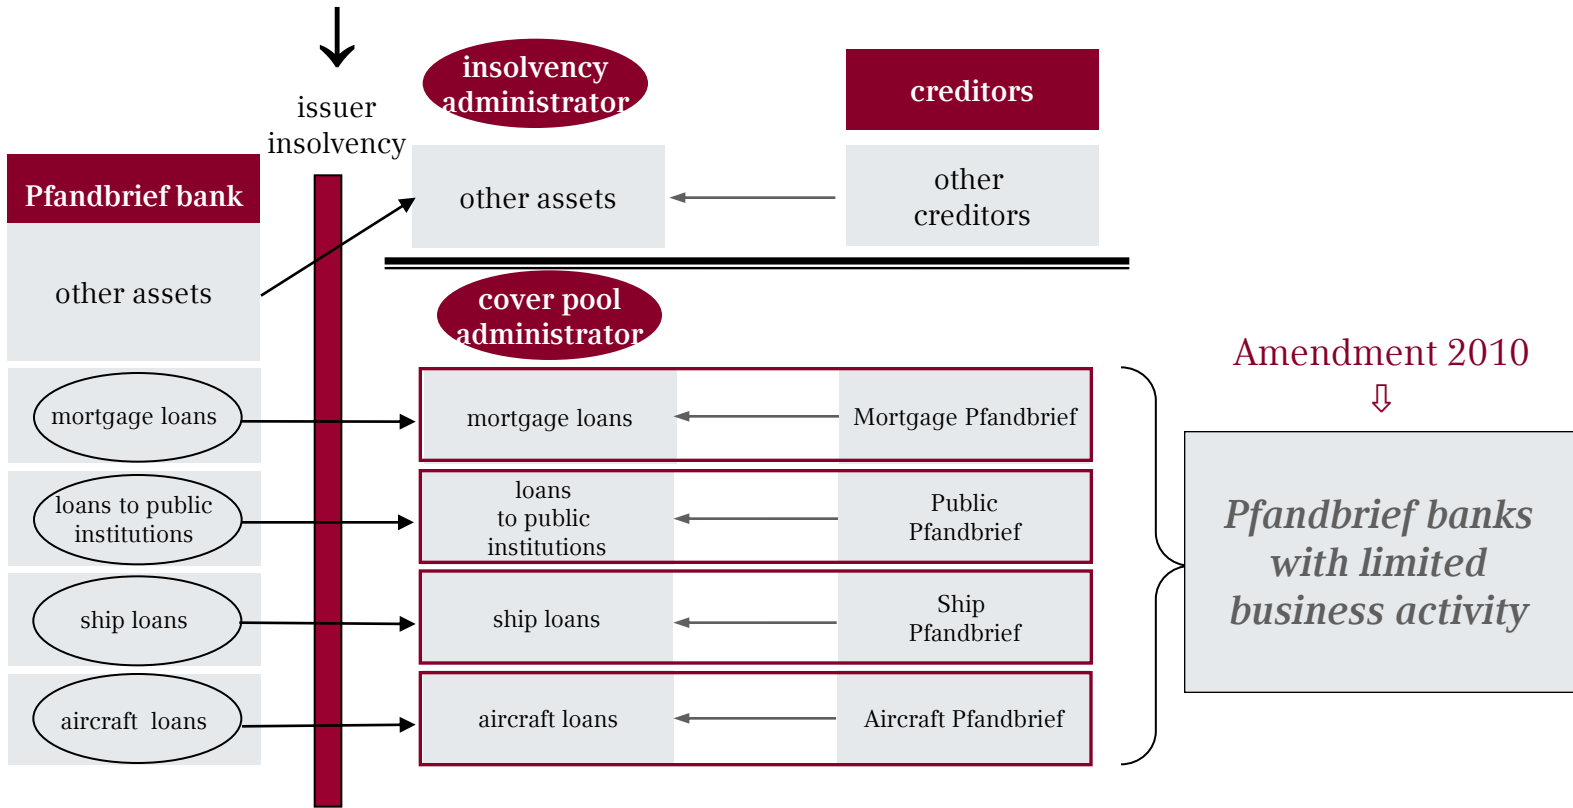 issuer
insolvency
insolvency
administrator
creditors
Pfandbrief bank
other assets
other
creditors
other assets
cover pool
administrator
Amendment 2010
mortgage loans
mortgage loans
Mortgage Pfandbrief
loans to public
institutions
loans
to public
institutions
Public
Pfandbrief
Pfandbrief banks
with limited
business activity
ship loans
ship loans
Ship
Pfandbrief
aircraft loans
aircraft loans
Aircraft Pfandbrief